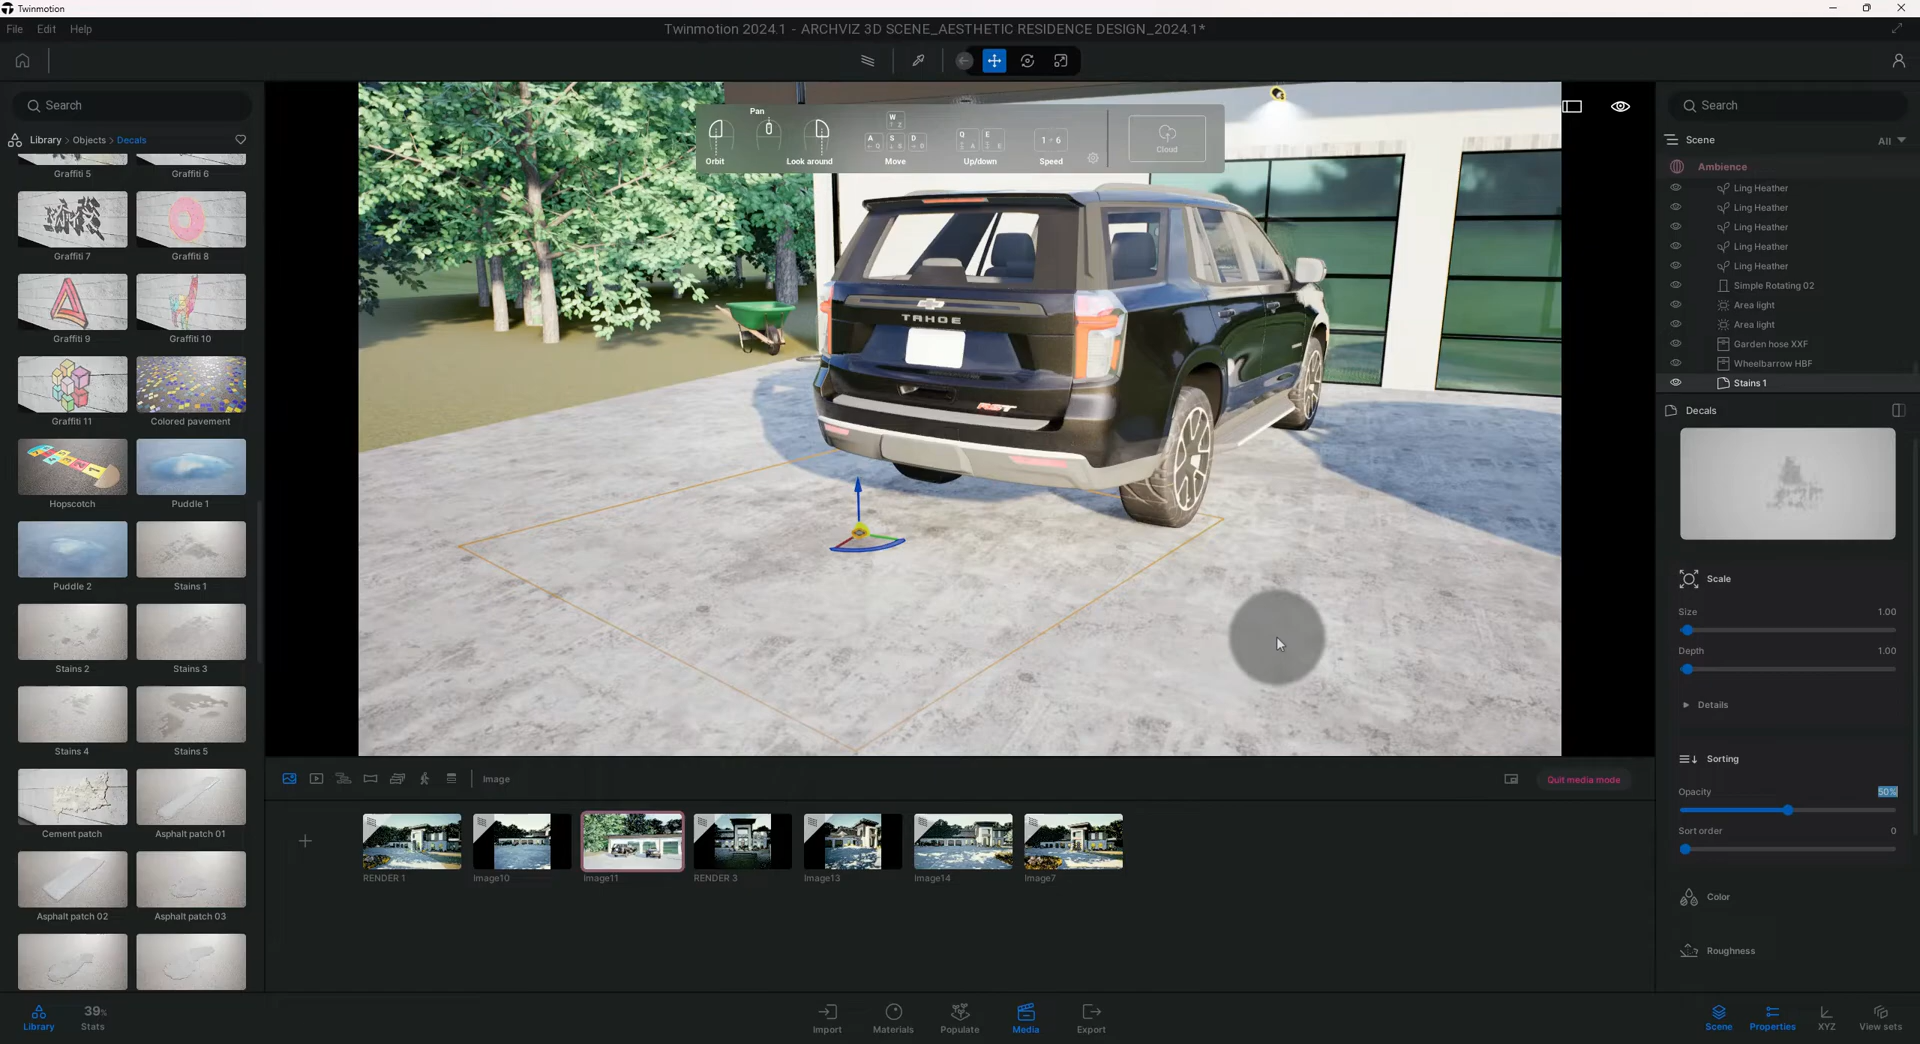 Twinmotion
File Edit Help
Twinmotion 2024.1 - ARCHVIZ 3D SCENE_AESTHETIC RESIDENCE DESIGN_2024.1*
Search
Library > Objects > Decals
Graffiti 5
Graffiti 6
Graffiti 7
Graffiti 8
Graffiti 9
Graffiti 10
Graffiti 11
Colored pavement
Hopscotch
Puddle 1
Puddle 2
Stains 1
Stains 2
Stains 3
Stains 4
Stains 5
Cement patch
Asphalt patch 01
Asphalt patch 02
Asphalt patch 03
Library
39%
Stats
Pan
Orbit
Look around
W
A S D
Move
Q E
Up/down
1 - 6
Speed
Cloud
TAHOE
RST
Image
Quit media mode
RENDER 1
Image10
Image11
RENDER 3
Image13
Image14
Image7
Import
Materials
Populate
Media
Export
Search
Scene
All
Ambience
Ling Heather
Ling Heather
Ling Heather
Ling Heather
Ling Heather
Simple Rotating 02
Area light
Area light
Garden hose XXF
Wheelbarrow HBF
Stains 1
Decals
Scale
Size 1.00
Depth 1.00
Details
Sorting
Opacity 50%
Sort order 0
Color
Roughness
Scene
Properties
XYZ
View sets